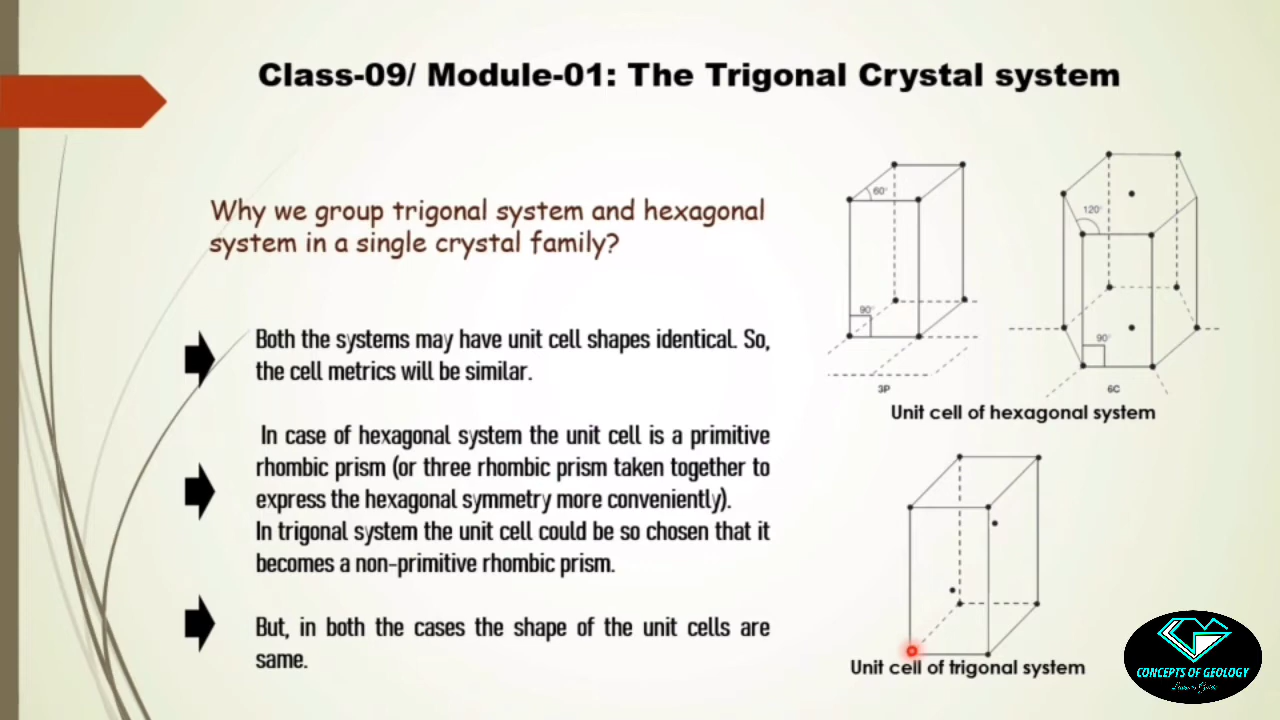 Class-09/ Module-01: The Trigonal Crystal system
Why we group trigonal system and hexagonal
system in a single crystal family?
Both the systems may have unit cell shapes identical. So,
the cell metrics will be similar.
In case of hexagonal system the unit cell is a primitive
rhombic prism (or three rhombic prism taken together to
express the hexagonal symmetry more conveniently).
In trigonal system the unit cell could be so chosen that it
becomes a non-primitive rhombic prism.
But, in both the cases the shape of the unit cells are
same.
60°
90°
3P
120°
90°
6C
Unit cell of hexagonal system
Unit cell of trigonal system
CONCEPTS OF GEOLOGY